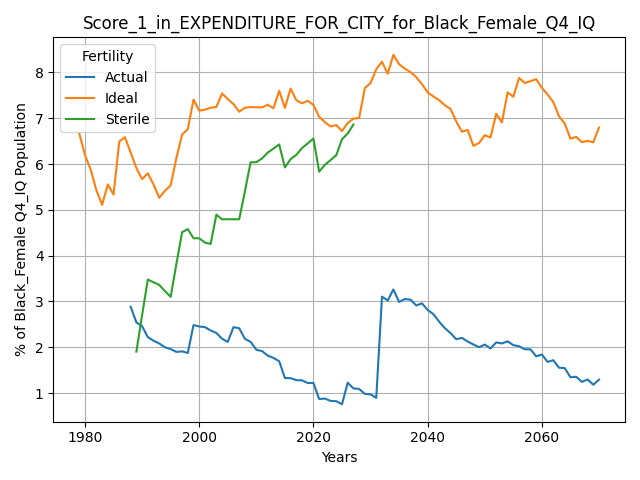 Score_1_in_EXPENDITURE_FOR_CITY_for_Black_Female_Q4_IQ
% of Black_Female Q4_IQ Population
Fertility
Actual
Ideal
Sterile
8
7
6
5
4
3
2
1
1980 2000 2020 2040 2060
Years